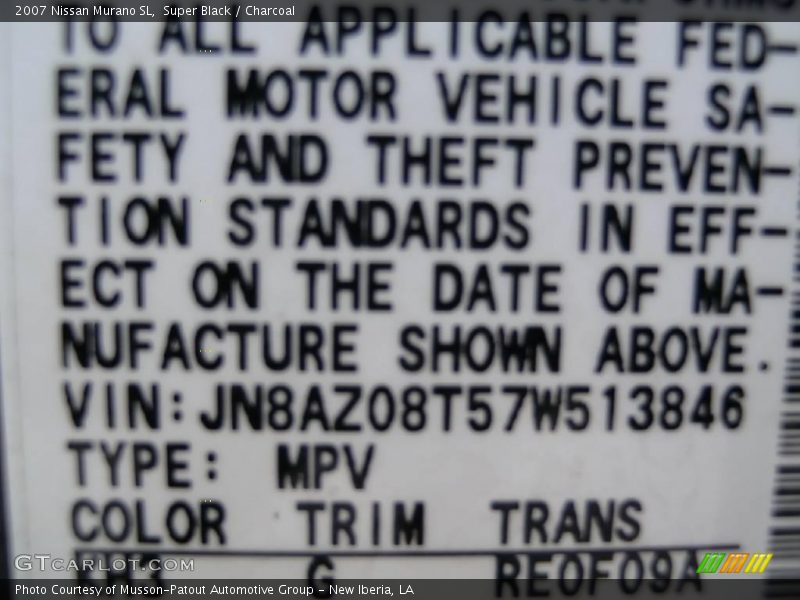 2007 Nissan Murano SL, Super Black / Charcoal
TO ALL APPLICABLE FED-
ERAL MOTOR VEHICLE SA-
FETY AND THEFT PREVEN-
TION STANDARDS IN EFF-
ECT ON THE DATE OF MA-
NUFACTURE SHOWN ABOVE.
VIN:JN8AZ08T57W513846
TYPE: MPV
COLOR TRIM TRANS
KH3 G RE0F09A
GTCarLot.com
Photo Courtesy of Musson-Patout Automotive Group - New Iberia, LA